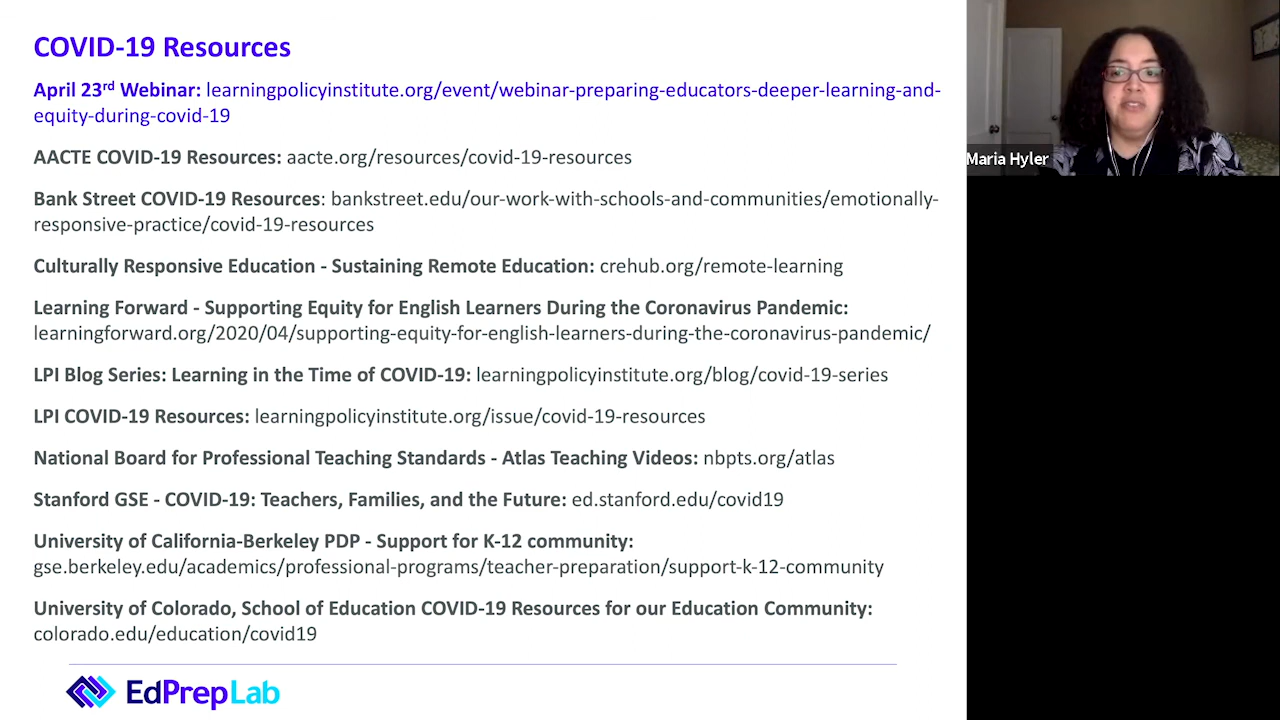 COVID-19 Resources
April 23rd Webinar: learningpolicyinstitute.org/event/webinar-preparing-educators-deeper-learning-and-
equity-during-covid-19
AACTE COVID-19 Resources: aacte.org/resources/covid-19-resources
Bank Street COVID-19 Resources: bankstreet.edu/our-work-with-schools-and-communities/emotionally-
responsive-practice/covid-19-resources
Culturally Responsive Education - Sustaining Remote Education: crehub.org/remote-learning
Learning Forward - Supporting Equity for English Learners During the Coronavirus Pandemic:
learningforward.org/2020/04/supporting-equity-for-english-learners-during-the-coronavirus-pandemic/
LPI Blog Series: Learning in the Time of COVID-19: learningpolicyinstitute.org/blog/covid-19-series
LPI COVID-19 Resources: learningpolicyinstitute.org/issue/covid-19-resources
National Board for Professional Teaching Standards - Atlas Teaching Videos: nbpts.org/atlas
Stanford GSE - COVID-19: Teachers, Families, and the Future: ed.stanford.edu/covid19
University of California-Berkeley PDP - Support for K-12 community:
gse.berkeley.edu/academics/professional-programs/teacher-preparation/support-k-12-community
University of Colorado, School of Education COVID-19 Resources for our Education Community:
colorado.edu/education/covid19
EdPrepLab
Maria Hyler